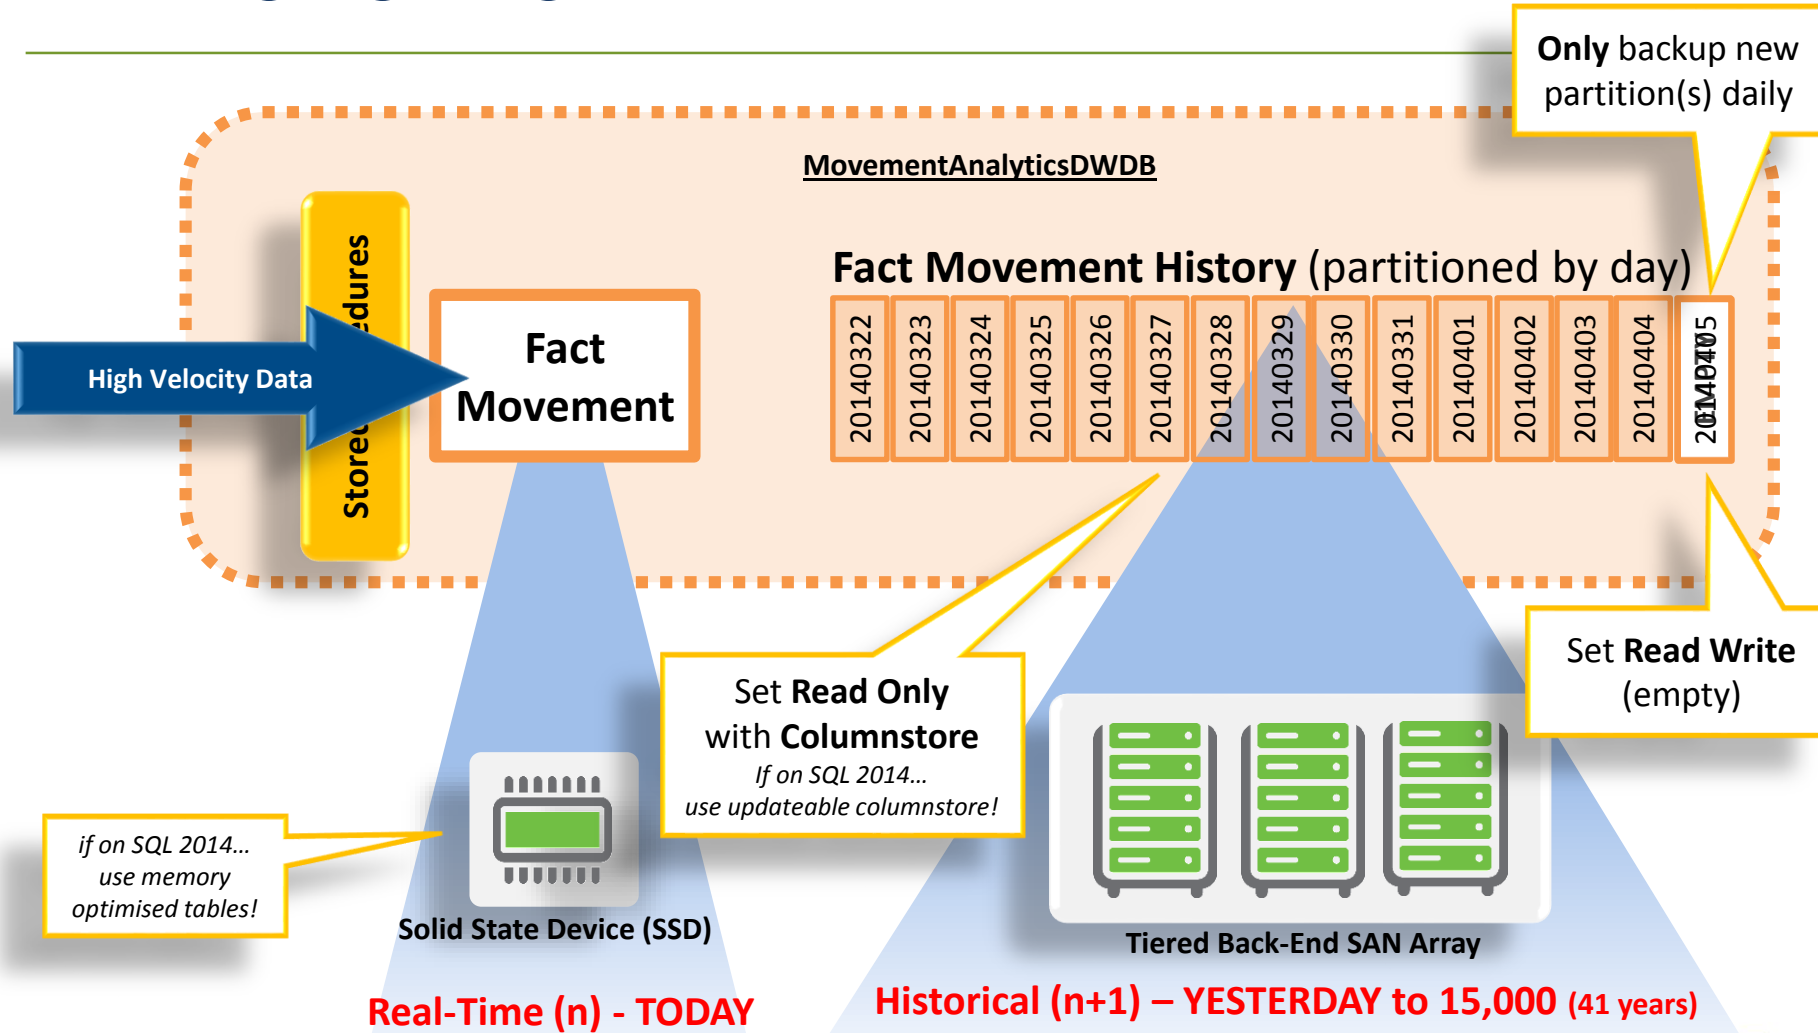 Only backup new
partition(s) daily
MovementAnalyticsDWDB
Fact Movement History (partitioned by day)
Stored edures
High Velocity Data
Fact
Movement
20140322
20140323
20140324
20140325
20140326
20140327
20140328
20140329
20140330
20140331
20140401
20140402
20140403
20140404
20140405
EMPTY
Set Read Only
with Columnstore
If on SQL 2014...
use updateable columnstore!
Set Read Write
(empty)
if on SQL 2014...
use memory
optimised tables!
Solid State Device (SSD)
Tiered Back-End SAN Array
Real-Time (n) - TODAY
Historical (n+1) – YESTERDAY to 15,000 (41 years)